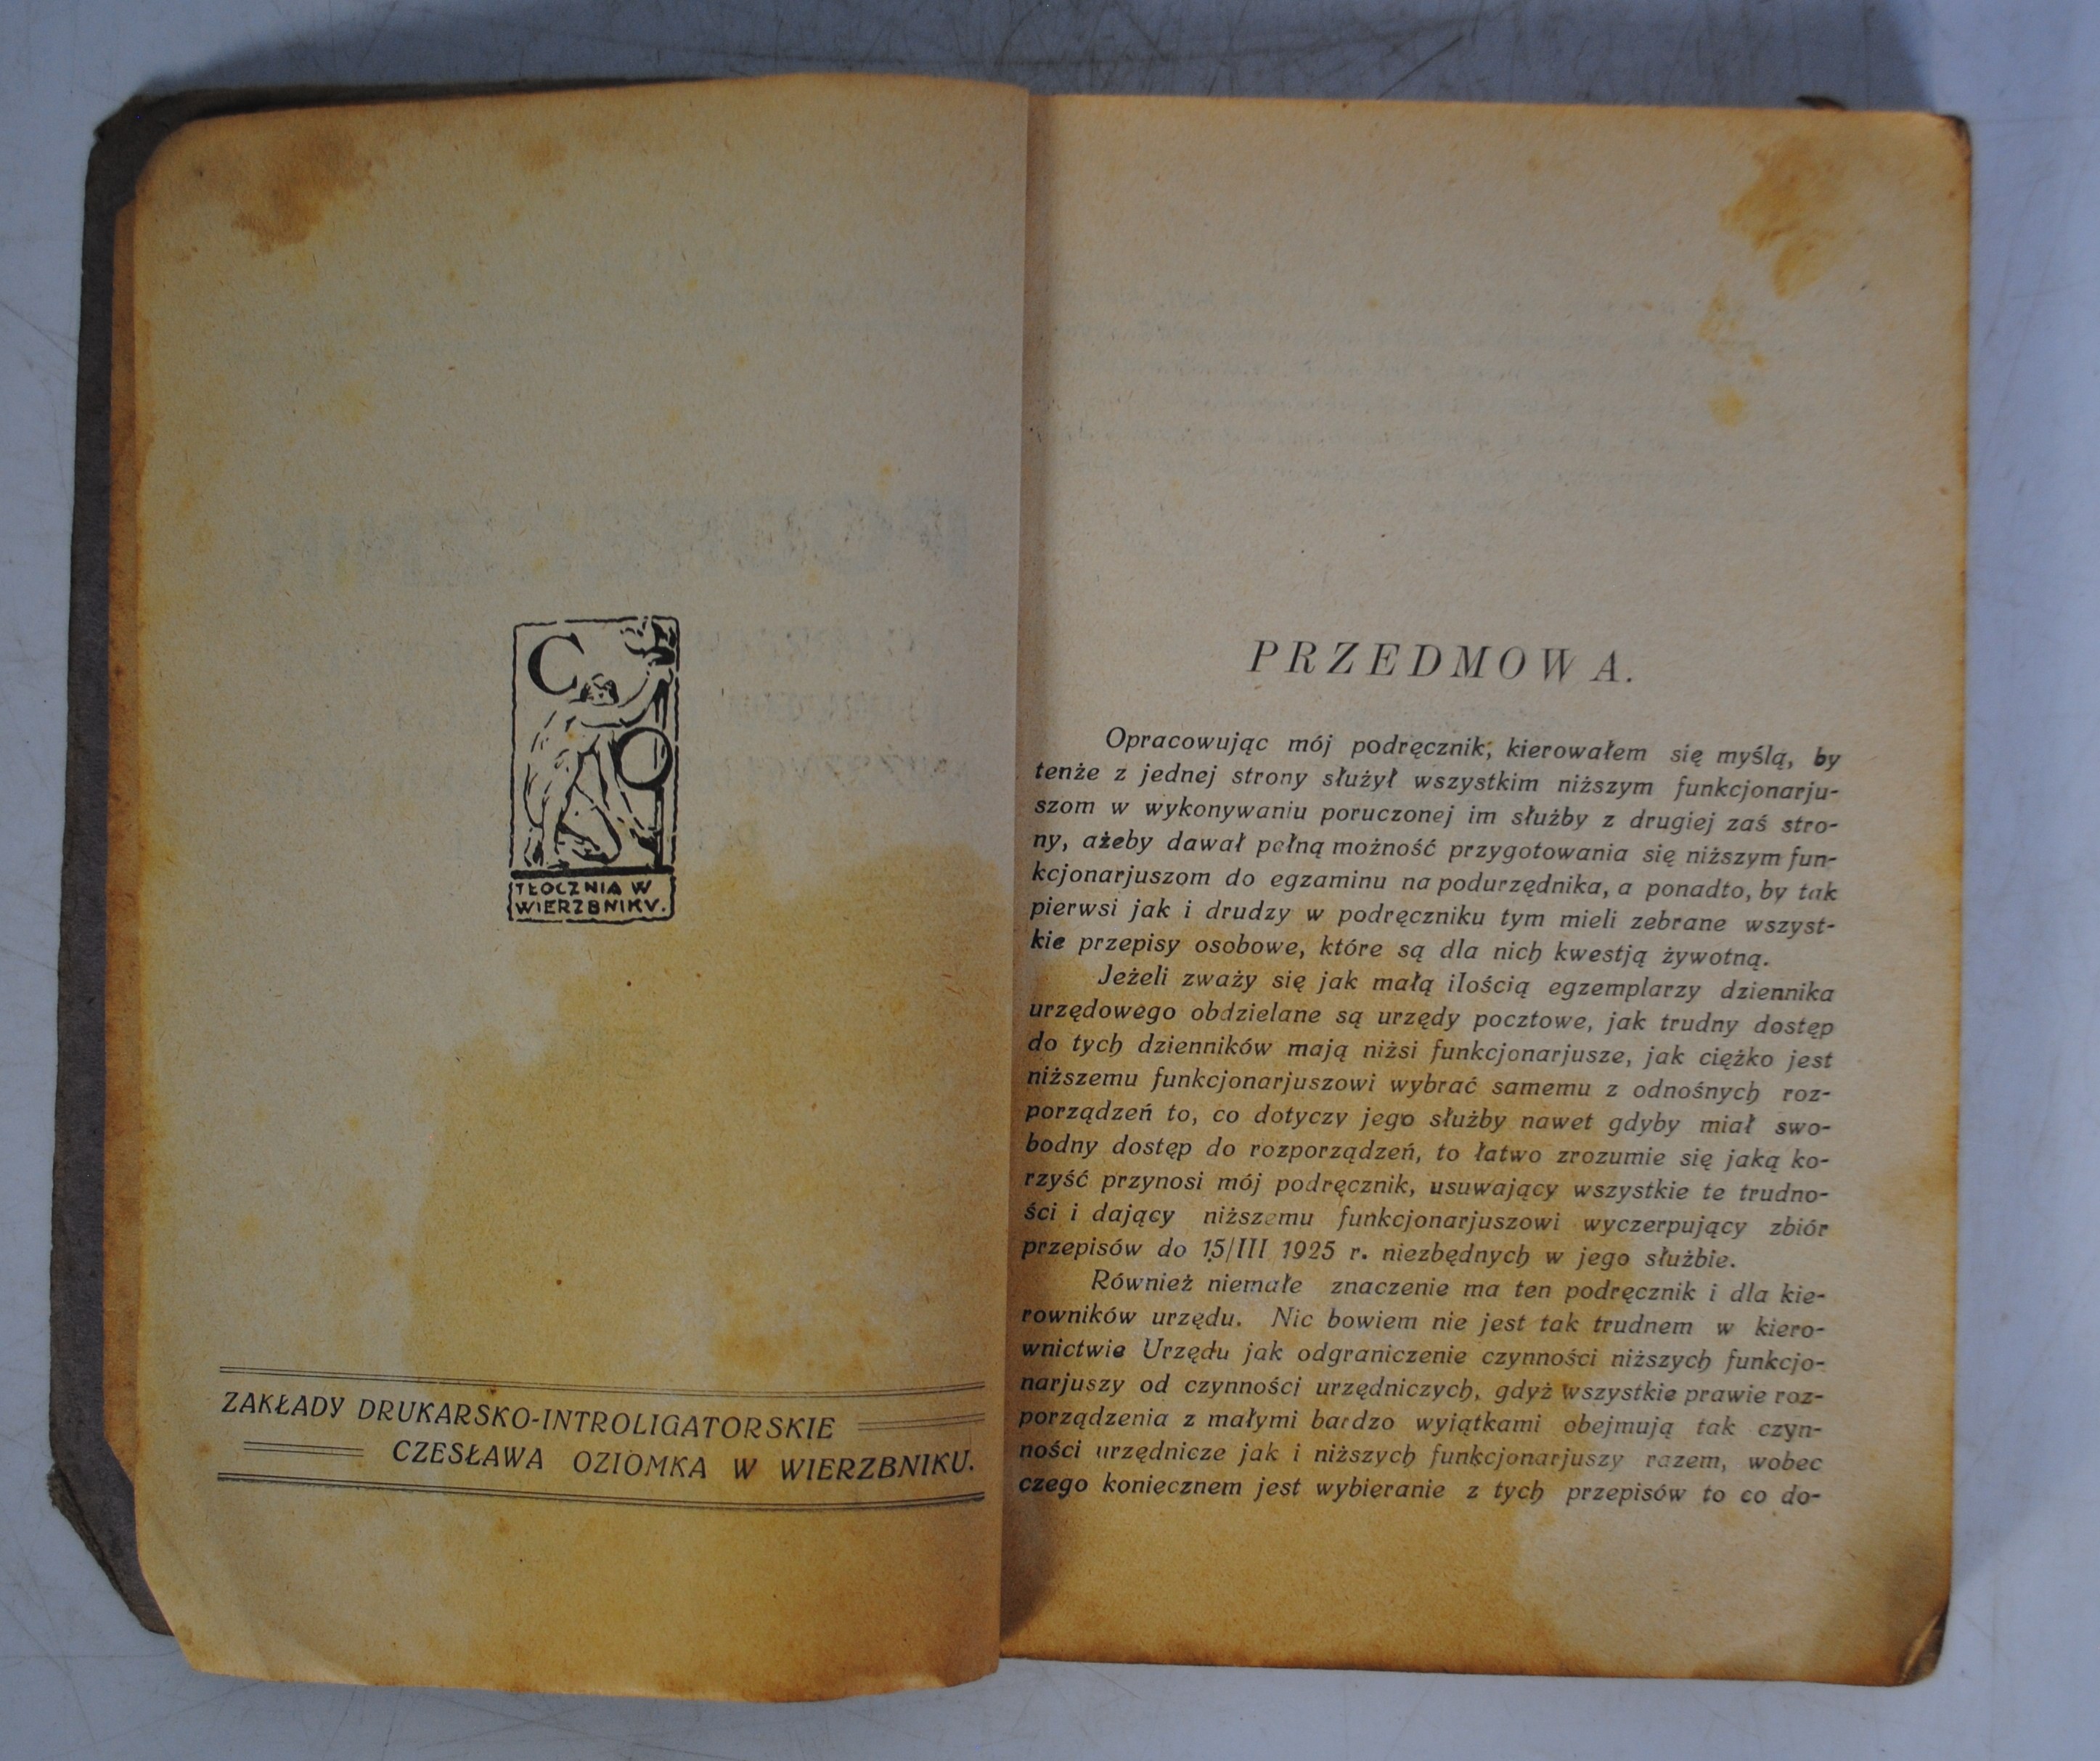 C
O
TŁOCZNIA W
WIERZBNIKU.
ZAKŁADY DRUKARSKO-INTROLIGATORSKIE
CZESŁAWA OZIOMKA W WIERZBNIKU.
PRZEDMOWA.
Opracowując mój podręcznik, kierowałem się myślą, by
tenże z jednej strony służył wszystkim niższym funkcjonarju-
szom w wykonywaniu poruczonej im służby z drugiej zaś stro-
ny, ażeby dawał pełną możność przygotowania się niższym fun-
kcjonarjuszom do egzaminu na podurzędnika, a ponadto, by tak
pierwsi jak i drudzy w podręczniku tym mieli zebrane wszyst-
kie przepisy osobowe, które są dla nich kwestją żywotną.
Jeżeli zważy się jak małą ilością egzemplarzy dziennika
urzędowego obdzielane są urzędy pocztowe, jak trudny dostęp
do tych dzienników mają niżsi funkcjonarjusze, jak ciężko jest
niższemu funkcjonarjuszowi wybrać samemu z odnośnych roz-
porządzeń to, co dotyczy jego służby nawet gdyby miał swo-
bodny dostęp do rozporządzeń, to łatwo zrozumie się jaką ko-
rzyść przynosi mój podręcznik, usuwający wszystkie te trudno-
ści i dający niższemu funkcjonarjuszowi wyczerpujący zbiór
przepisów do 15/III 1925 r. niezbędnych w jego służbie.
Również niemałe znaczenie ma ten podręcznik i dla kie-
rowników urzędu. Nic bowiem nie jest tak trudnem w kiero-
wnictwie Urzędu jak odgraniczenie czynności niższych funkcjo-
narjuszy od czynności urzędniczych, gdyż wszystkie prawie roz-
porządzenia z małymi bardzo wyjątkami obejmują tak czyn-
ności urzędnicze jak i niższych funkcjonarjuszy razem, wobec
czego koniecznem jest wybieranie z tych przepisów to co do-